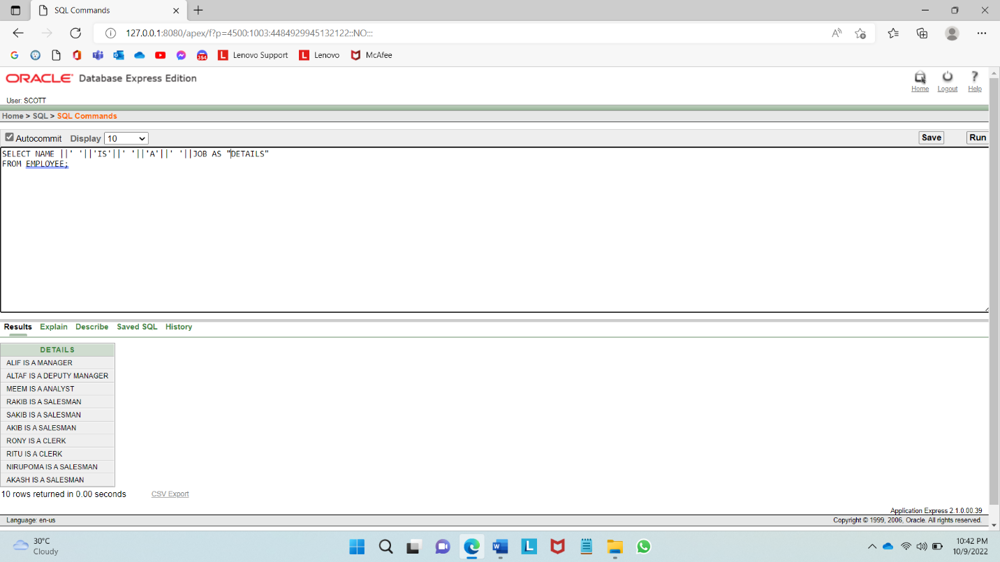 SQL Commands
127.0.0.1:8080/apex/f?p=4500:1003:4484929945132122::NO:::
354 Lenovo Support Lenovo McAfee
ORACLE Database Express Edition
Home Logout Help
User: SCOTT
Home > SQL > SQL Commands
Autocommit Display 10 Save Run
SELECT NAME ||' '||'IS'||' '||'A'||' '||JOB AS "DETAILS"
FROM EMPLOYEE;
Results Explain Describe Saved SQL History
DETAILS
ALIF IS A MANAGER
ALTAF IS A DEPUTY MANAGER
MEEM IS A ANALYST
RAKIB IS A SALESMAN
SAKIB IS A SALESMAN
AKIB IS A SALESMAN
RONY IS A CLERK
RITU IS A CLERK
NIRUPOMA IS A SALESMAN
AKASH IS A SALESMAN
10 rows returned in 0.00 seconds CSV Export
Application Express 2.1.0.00.39
Language: en-us Copyright © 1999, 2006, Oracle. All rights reserved.
30°C
Cloudy
10:42 PM
10/9/2022